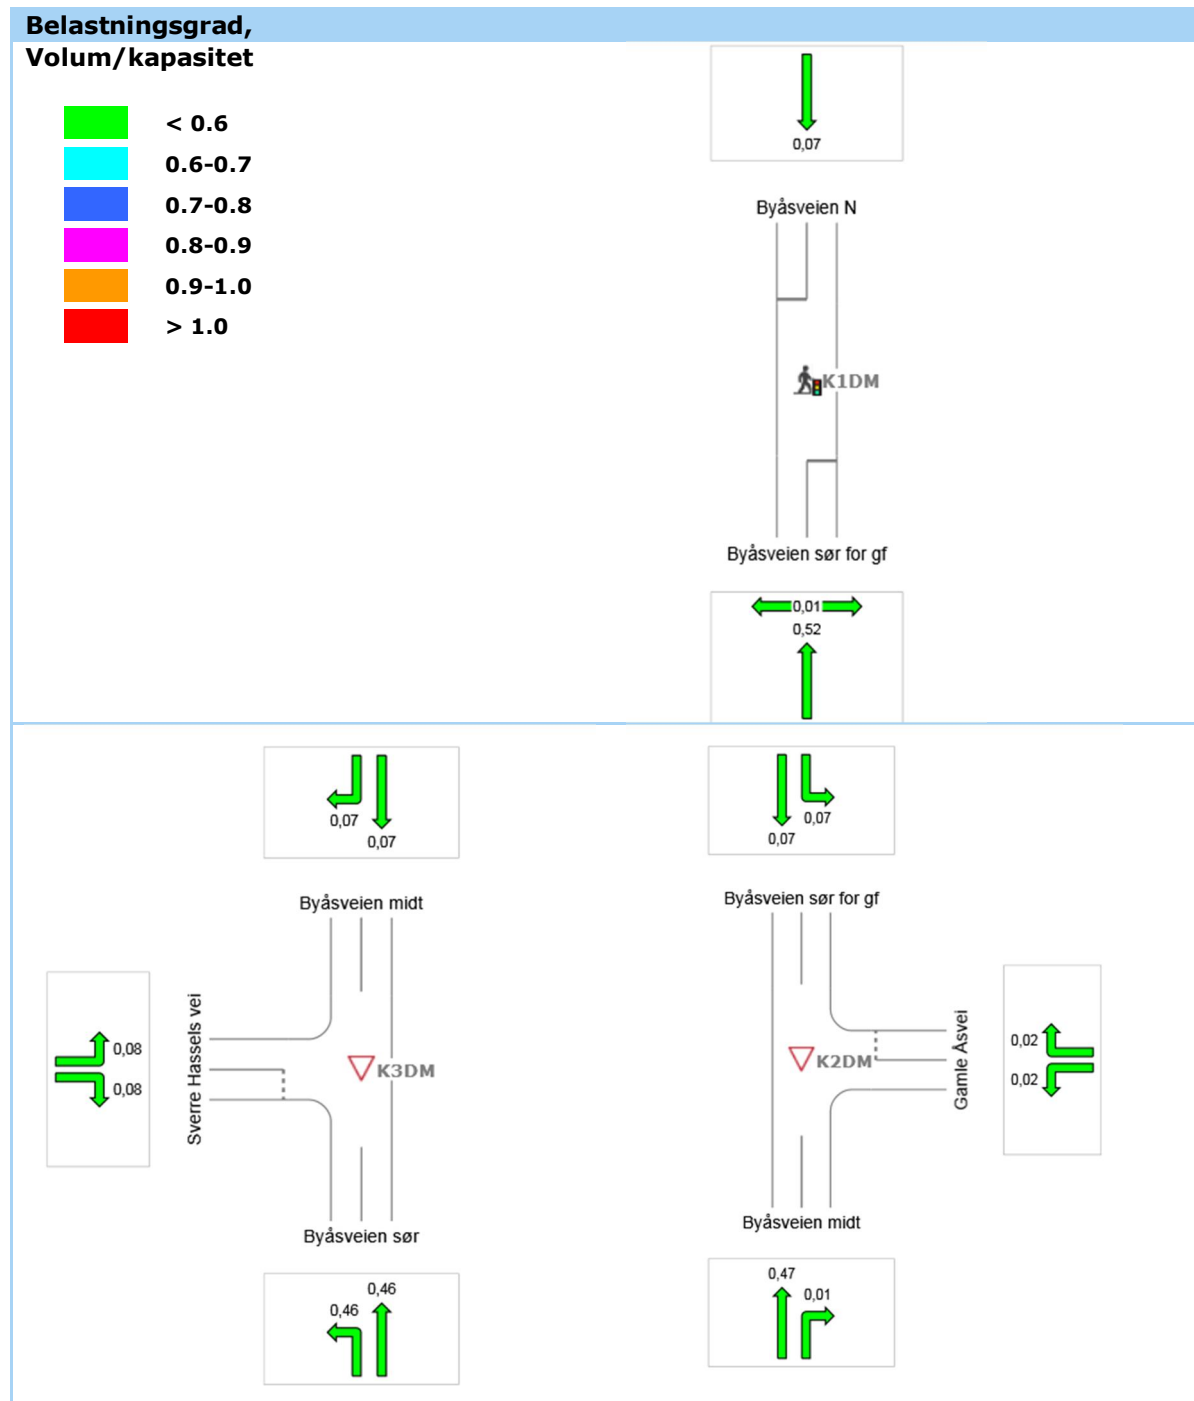 Belastningsgrad,
Volum/kapasitet
< 0.6
0.6-0.7
0.7-0.8
0.8-0.9
0.9-1.0
> 1.0
0,07
Byåsveien N
K1DM
Byåsveien sør for gf
0,01
0,52
0,07
0,07
Byåsveien midt
Sverre Hassels vei
0,08
0,08
K3DM
Byåsveien sør
0,46
0,46
0,07
0,07
Byåsveien sør for gf
K2DM
Gamle Åsvei
0,02
0,02
Byåsveien midt
0,47
0,01